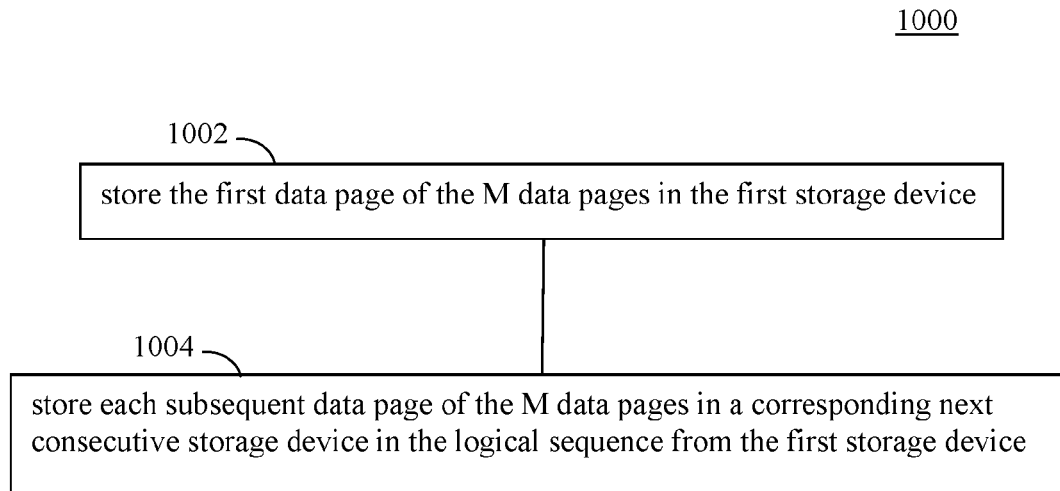 1000
1002
store the first data page of the M data pages in the first storage device
1004
store each subsequent data page of the M data pages in a corresponding next
consecutive storage device in the logical sequence from the first storage device